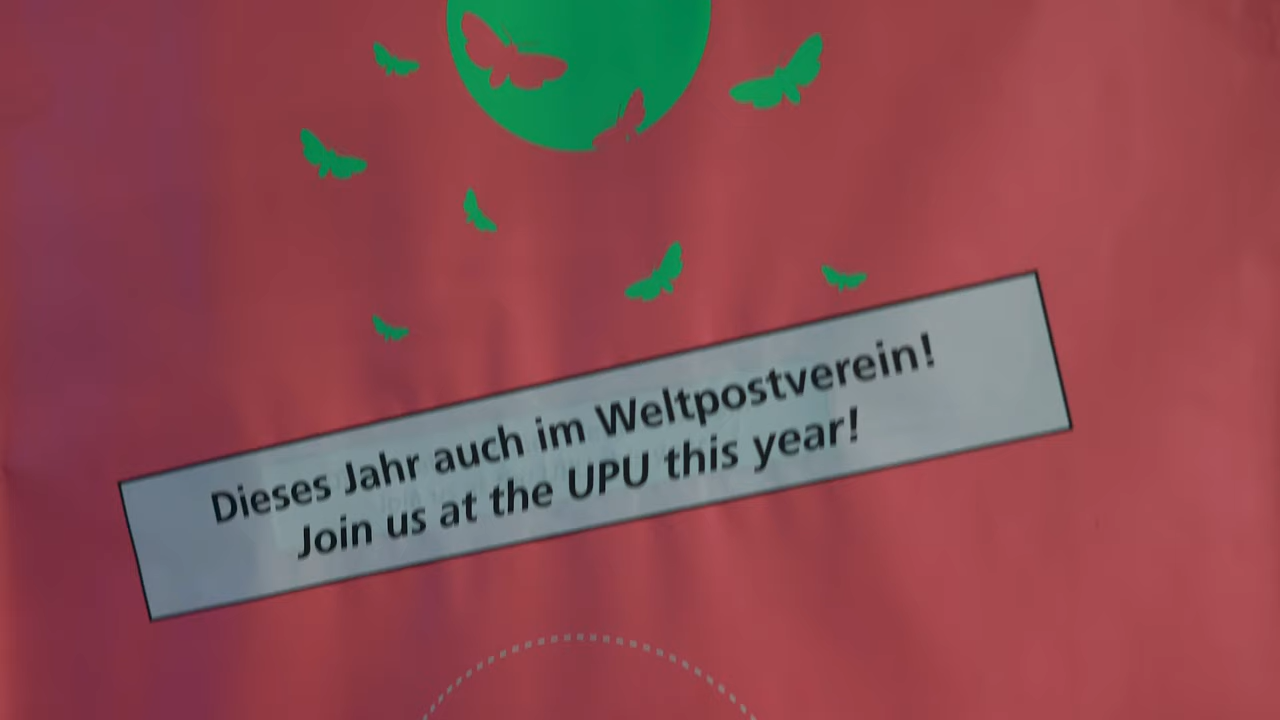 Dieses Jahr auch im Weltpostverein!
Join us at the UPU this year!